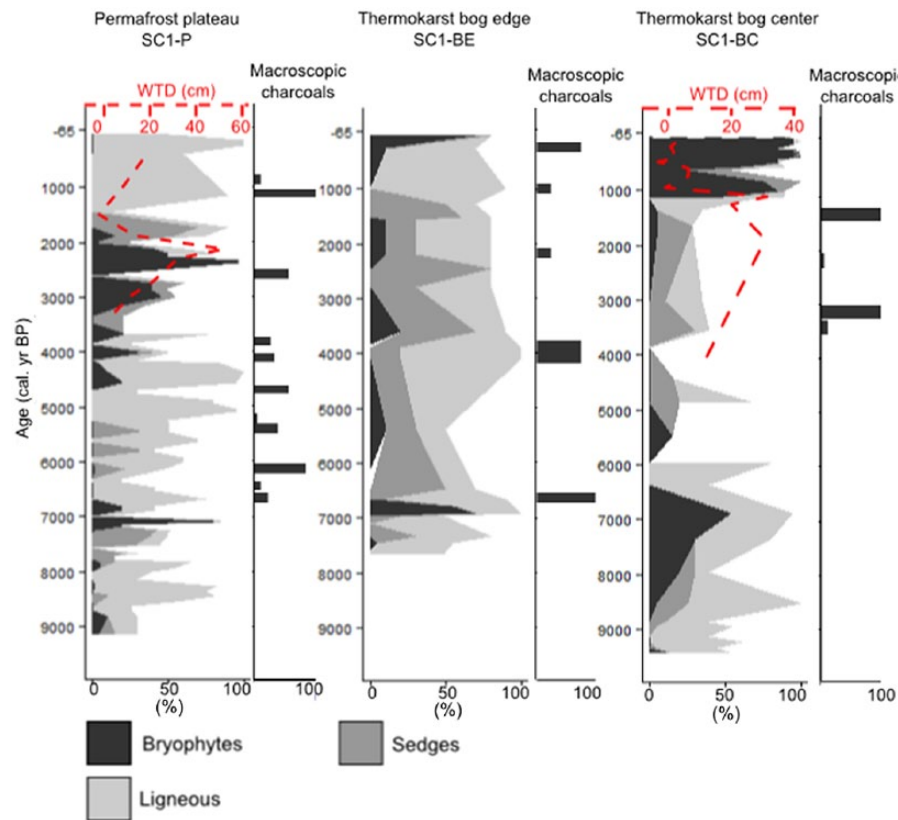 Permafrost plateau
SC1-P
Thermokarst bog edge
SC1-BE
Thermokarst bog center
SC1-BC
Macroscopic
charcoals
Macroscopic
charcoals
Macroscopic
charcoals
WTD (cm)
0 20 40 60
WTD (cm)
0 20 40
Age (cal. yr BP)
-65
1000
2000
3000
4000
5000
6000
7000
8000
9000
-65
1000
2000
3000
4000
5000
6000
7000
8000
9000
-65
1000
2000
3000
4000
5000
6000
7000
8000
9000
0 50 100 100
(%)
0 50 100 100
(%)
0 50 100 100
(%)
Bryophytes
Sedges
Ligneous